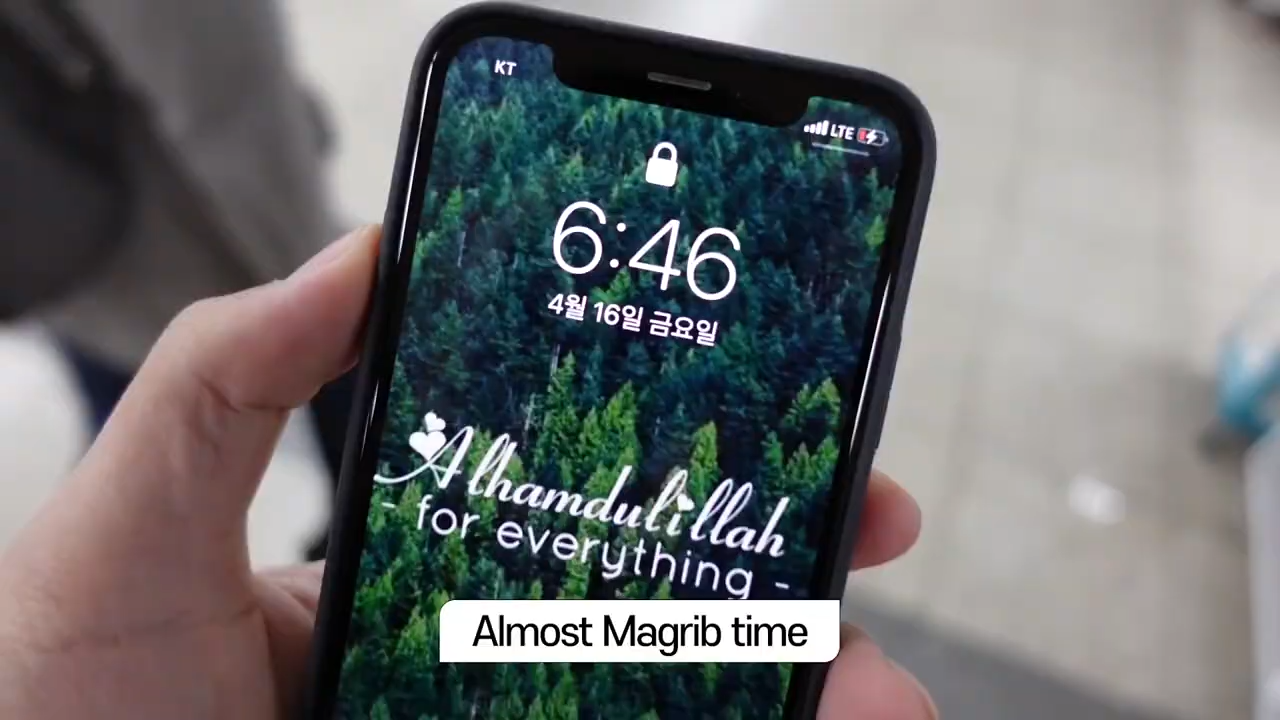 KT
LTE
6:46
4월 16일 금요일
Alhamdulillah
- for everything -
Almost Magrib time